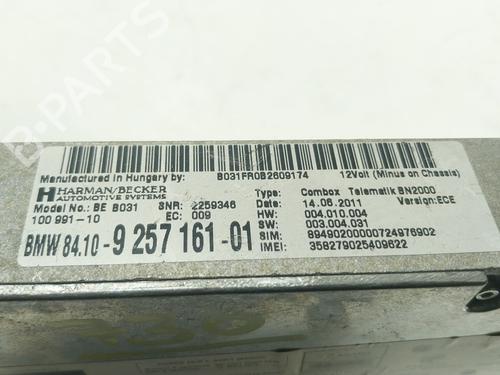 Manufactured in Hungary by:
B031FR0B2609174
12Volt (Minus on Chassis)
HARMAN/BECKER
AUTOMOTIVE SYSTEMS
Type: Combox Telematik BN2000
Model No.: BE B031
SNR: 2259346
Date: 14.06.2011
Version: ECE
100 991-10
EC: 009
HW: 004.010.004
SW: 003.004.031
BMW 84.10- 9 257 161-01
SIM: 8949020000724976902
IMEI: 358279025409622
B-PARTS
730